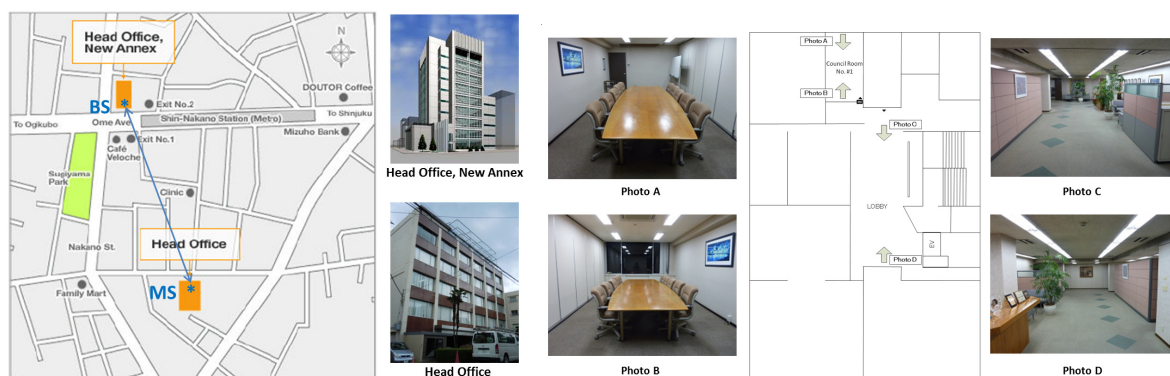 Head Office,
New Annex
N
DOUTOR Coffee
BS
Exit No.2
To Ogikubo
Ome Ave.
Shin-Nakano Station (Metro)
To Shinjuku
Mizuho Bank
Exit No.1
Café
Veloche
Sugiyama
Park
Clinic
Nakano St.
Head Office
Family Mart
MS
Head Office, New Annex
Head Office
Photo A
Photo B
Photo A
Council Room
No. #1
Photo B
Photo C
LOBBY
EV
Photo D
Photo C
Photo D